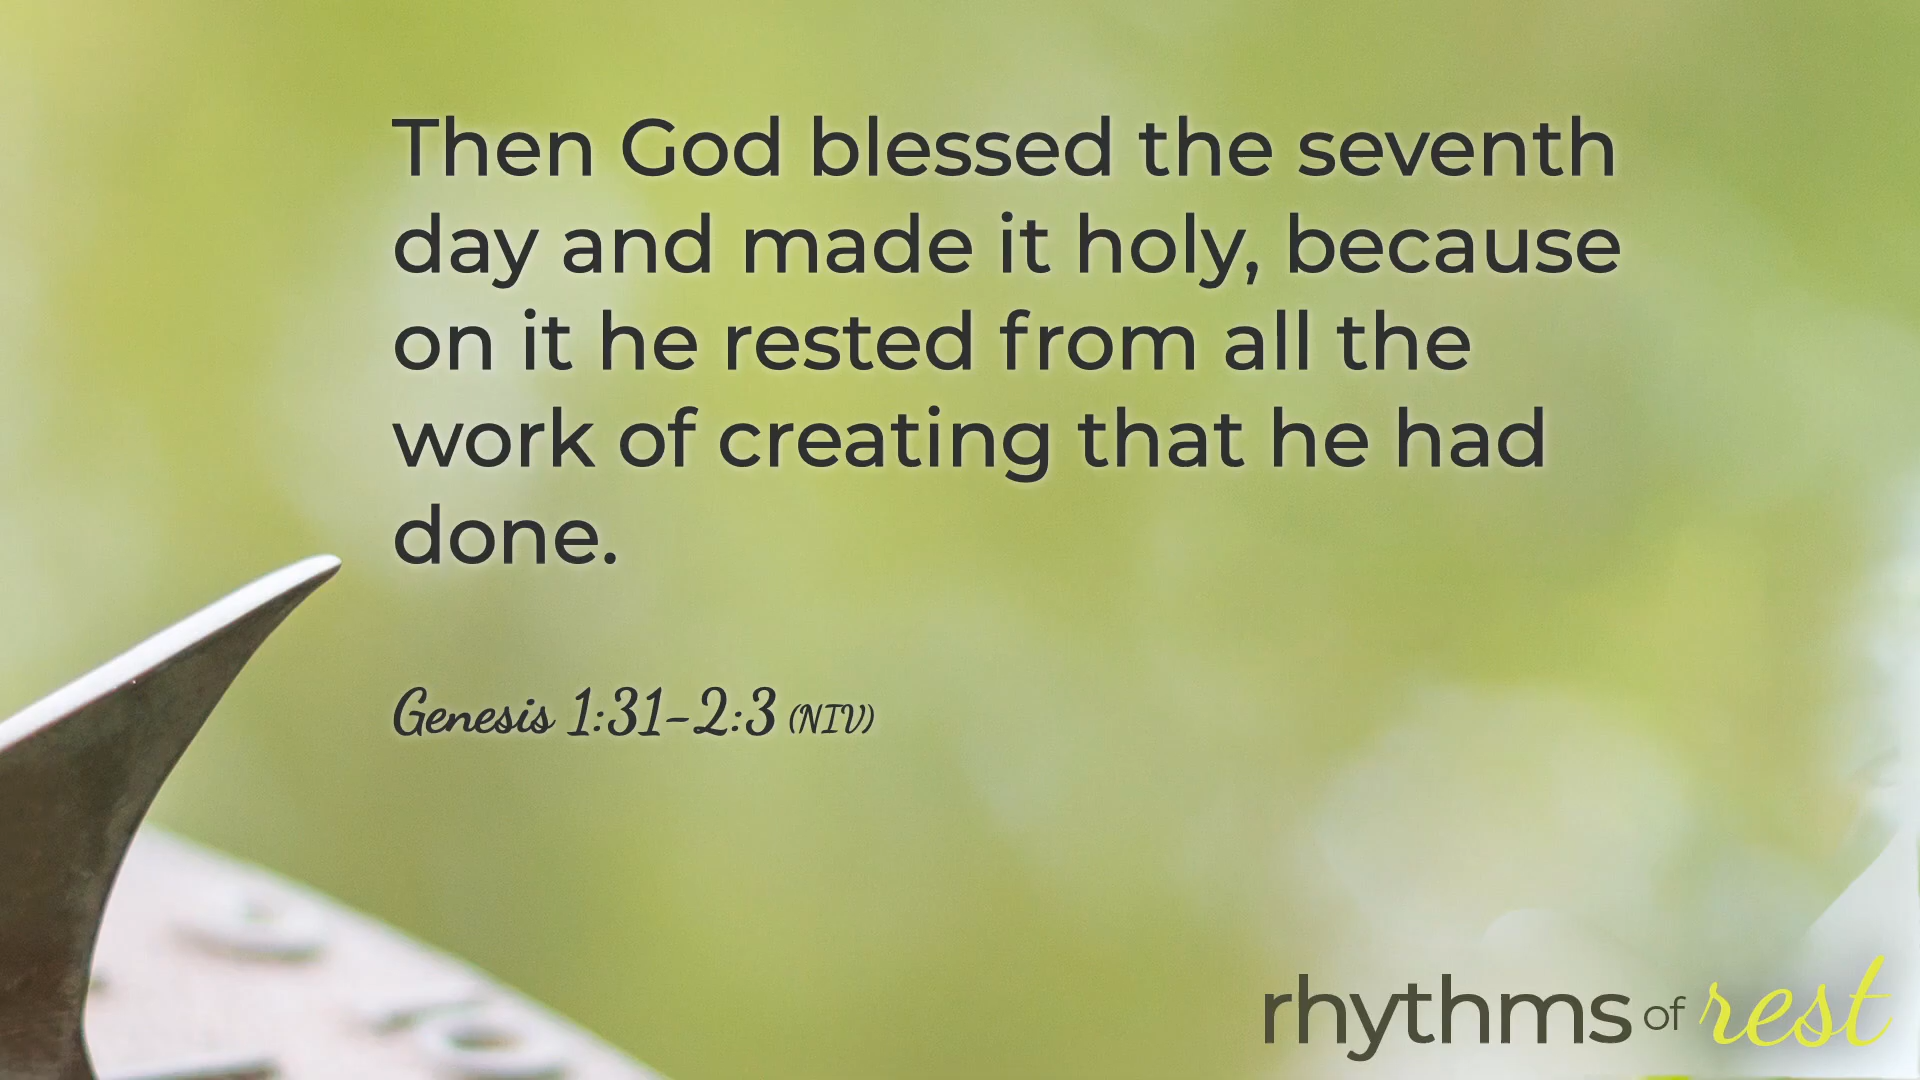 Then God blessed the seventh
day and made it holy, because
on it he rested from all the
work of creating that he had
done.
Genesis 1:31-2:3 (NIV)
rhythms of rest